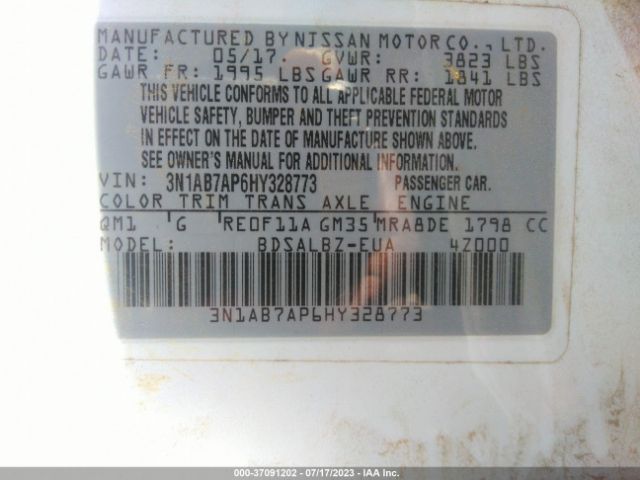 MANUFACTURED BY NISSAN MOTOR CO., LTD.
DATE: 05/17. GVWR: 3823 LBS
GAWR FR: 1995 LBS GAWR RR: 1841 LBS
THIS VEHICLE CONFORMS TO ALL APPLICABLE FEDERAL MOTOR
VEHICLE SAFETY, BUMPER AND THEFT PREVENTION STANDARDS
IN EFFECT ON THE DATE OF MANUFACTURE SHOWN ABOVE.
SEE OWNER'S MANUAL FOR ADDITIONAL INFORMATION.
VIN: 3N1AB7AP6HY328773 PASSENGER CAR.
COLOR TRIM TRANS AXLE ENGINE
QM1 G RE0F11A GM35 MRA8DE 1798 CC
MODEL: BDSALBZ-EUA 4Z000
3N1AB7AP6HY328773
000-37091202 - 07/17/2023 - IAA Inc.